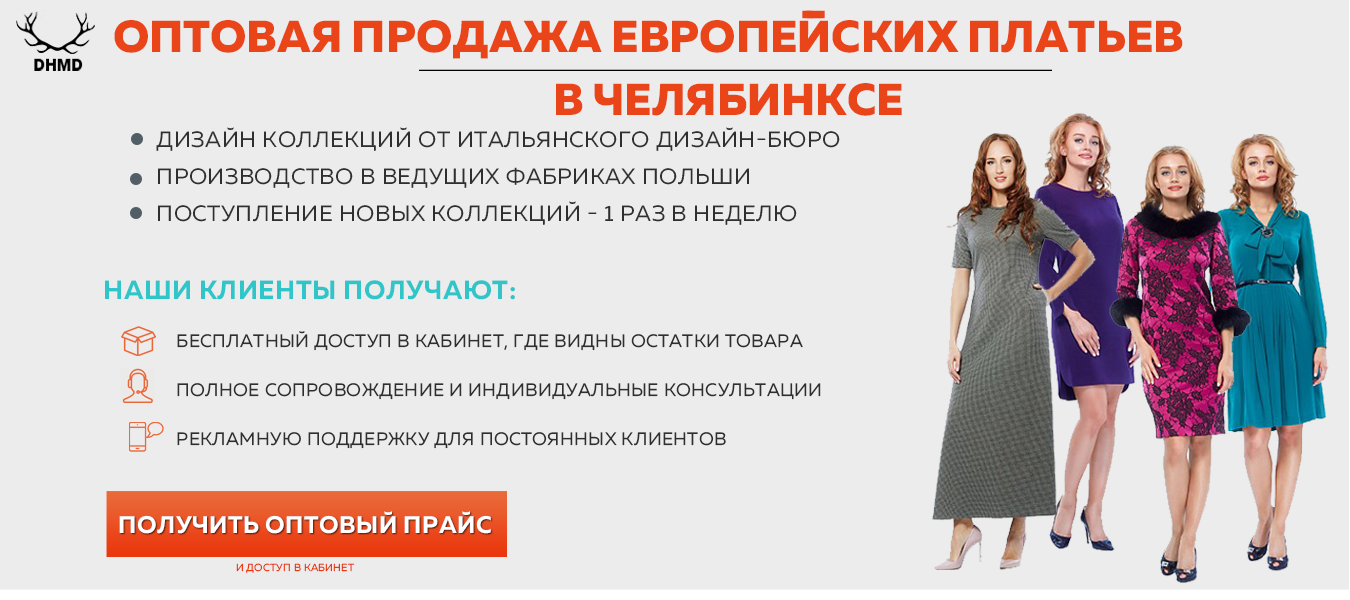 DHMD
ОПТОВАЯ ПРОДАЖА ЕВРОПЕЙСКИХ ПЛАТЬЕВ
В ЧЕЛЯБИНКСЕ
ДИЗАЙН КОЛЛЕКЦИЙ ОТ ИТАЛЬЯНСКОГО ДИЗАЙН-БЮРО
ПРОИЗВОДСТВО В ВЕДУЩИХ ФАБРИКАХ ПОЛЬШИ
ПОСТУПЛЕНИЕ НОВЫХ КОЛЛЕКЦИЙ - 1 РАЗ В НЕДЕЛЮ
НАШИ КЛИЕНТЫ ПОЛУЧАЮТ:
БЕСПЛАТНЫЙ ДОСТУП В КАБИНЕТ, ГДЕ ВИДНЫ ОСТАТКИ ТОВАРА
ПОЛНОЕ СОПРОВОЖДЕНИЕ И ИНДИВИДУАЛЬНЫЕ КОНСУЛЬТАЦИИ
РЕКЛАМНУЮ ПОДДЕРЖКУ ДЛЯ ПОСТОЯННЫХ КЛИЕНТОВ
ПОЛУЧИТЬ ОПТОВЫЙ ПРАЙС
И ДОСТУП В КАБИНЕТ